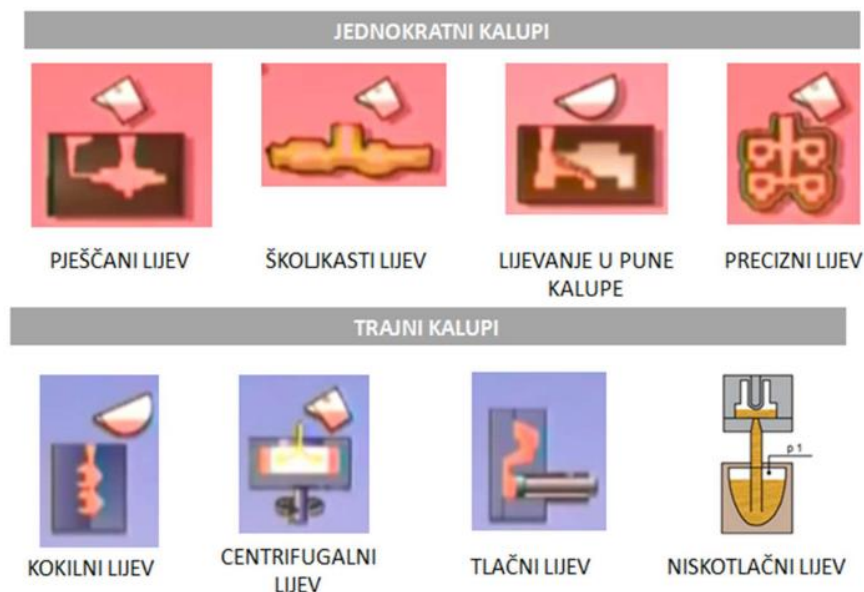 JEDNOKRATNI KALUPI
PJEŠČANI LIJEV
ŠKOLJKASTI LIJEV
LIJEVANJE U PUNE
KALUPE
PRECIZNI LIJEV
TRAJNI KALUPI
p 1
KOKILNI LIJEV
CENTRIFUGALNI
LIJEV
TLAČNI LIJEV
NISKOTLAČNI LIJEV